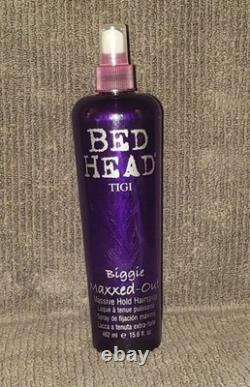 BED
HEAD
TIGI
Biggie
Maxxed-Out
Massive Hold Hairspray
Laque à tenue puissante
Spray de fijación máxima
Lacca a tenuta extra-forte
462 ml ℮ 15.6 fl. oz.